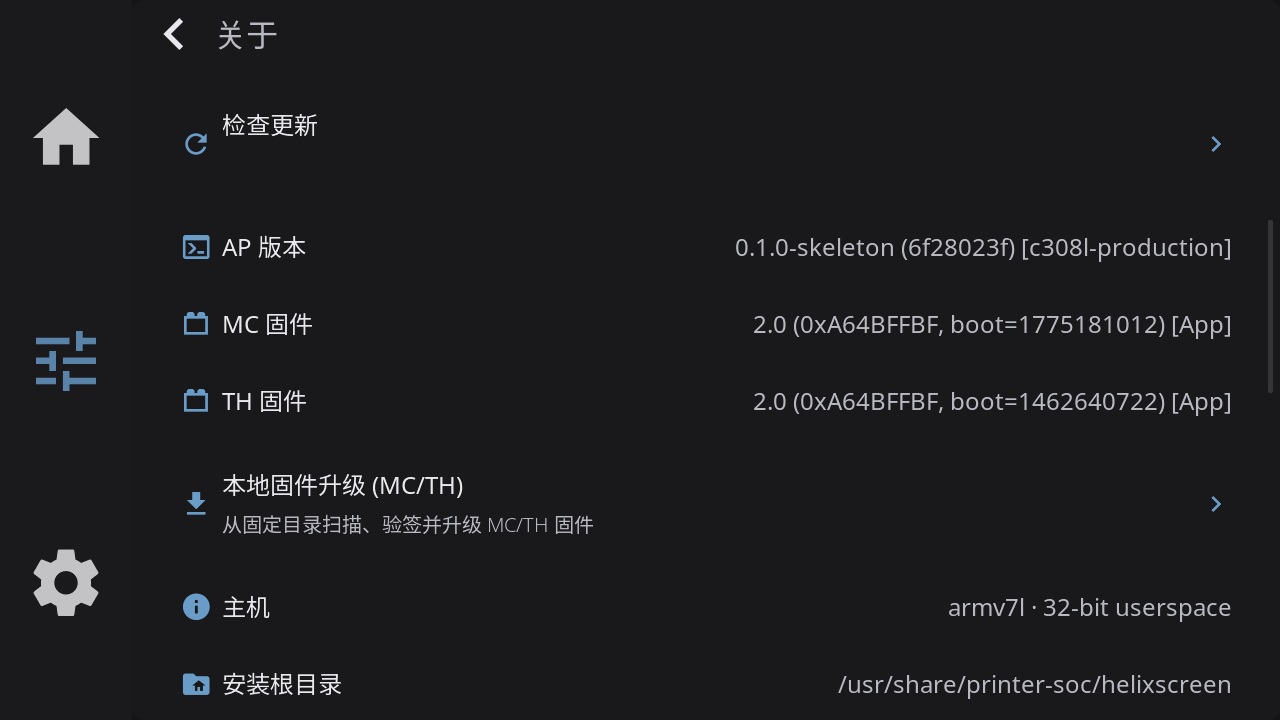 关于
检查更新
AP 版本 0.1.0-skeleton (6f28023f) [c308l-production]
MC 固件 2.0 (0xA64BFFBF, boot=1775181012) [App]
TH 固件 2.0 (0xA64BFFBF, boot=1462640722) [App]
本地固件升级 (MC/TH)
从固定目录扫描、验签并升级 MC/TH 固件
主机 armv7l · 32-bit userspace
安装根目录 /usr/share/printer-soc/helixscreen